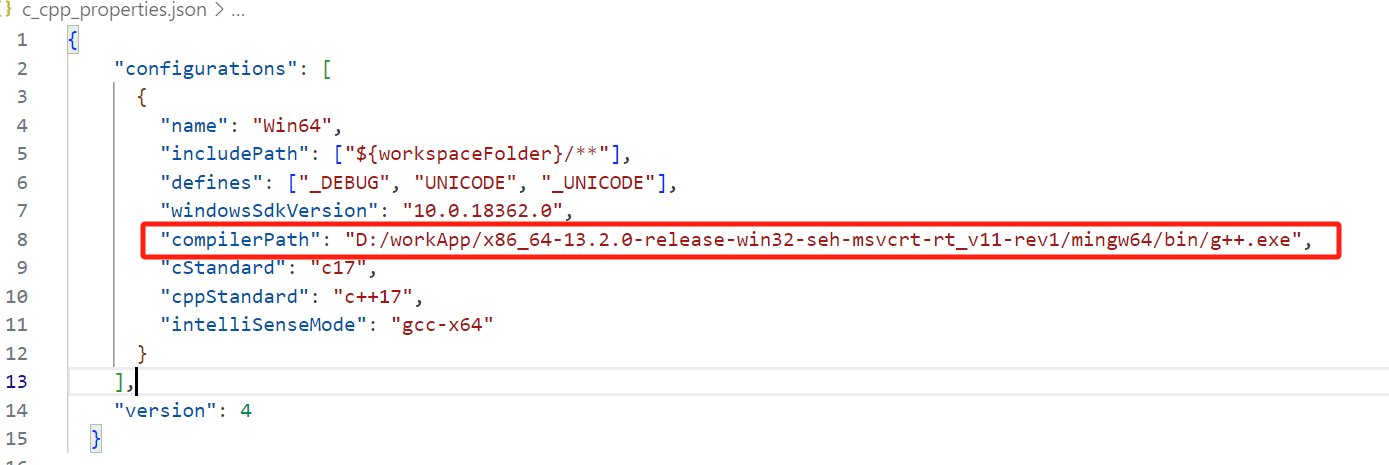 {} c_cpp_properties.json > ...
1 {
2 "configurations": [
3 {
4 "name": "Win64",
5 "includePath": ["${workspaceFolder}/**"],
6 "defines": ["_DEBUG", "UNICODE", "_UNICODE"],
7 "windowsSdkVersion": "10.0.18362.0",
8 "compilerPath": "D:/workApp/x86_64-13.2.0-release-win32-seh-msvcrt-rt_v11-rev1/mingw64/bin/g++.exe",
9 "cStandard": "c17",
10 "cppStandard": "c++17",
11 "intelliSenseMode": "gcc-x64"
12 }
13 ],
14 "version": 4
15 }
16